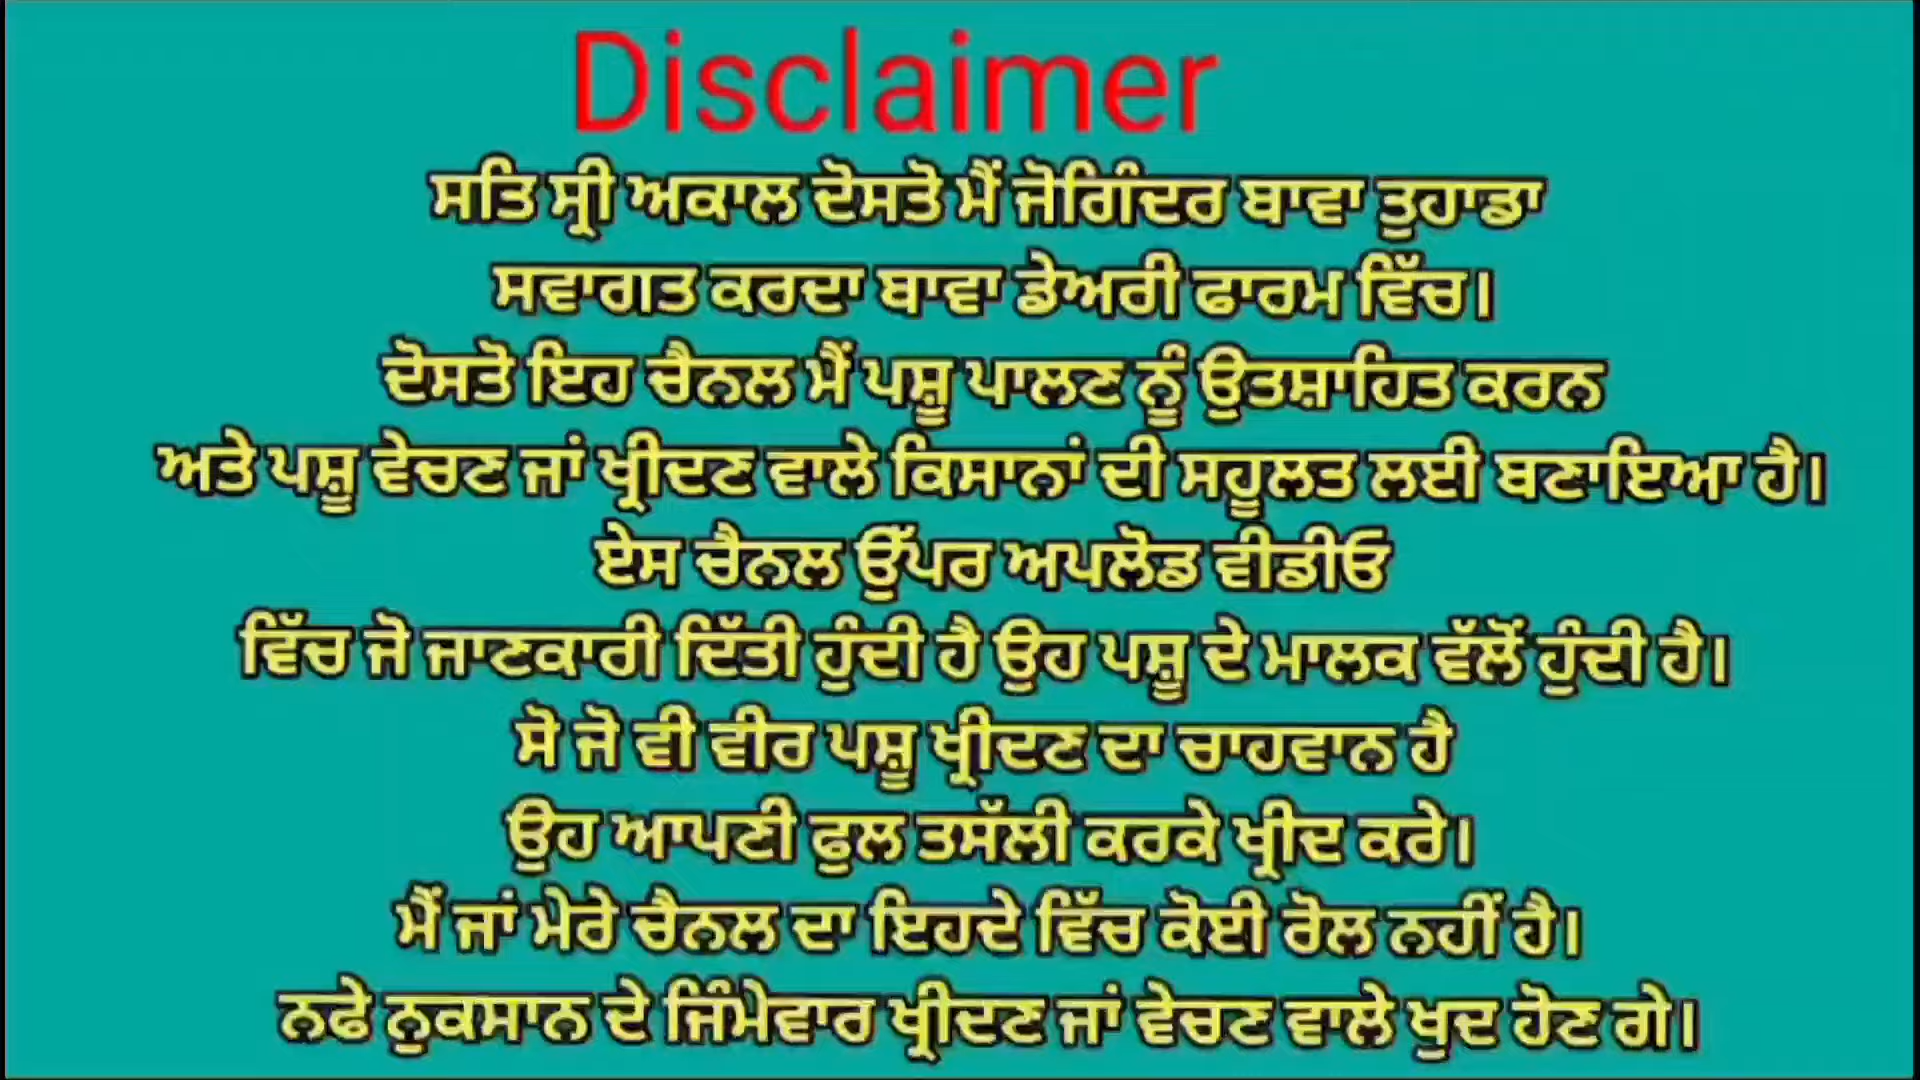 Disclaimer
ਸਤਿ ਸ੍ਰੀ ਅਕਾਲ ਦੋਸਤੋ ਮੈਂ ਜੋਗਿੰਦਰ ਬਾਵਾ ਤੁਹਾਡਾ
ਸਵਾਗਤ ਕਰਦਾ ਬਾਵਾ ਡੇਅਰੀ ਫਾਰਮ ਵਿੱਚ।
ਦੋਸਤੋ ਇਹ ਚੈਨਲ ਮੈਂ ਪਸ਼ੂ ਪਾਲਣ ਨੂੰ ਉਤਸ਼ਾਹਿਤ ਕਰਨ
ਅਤੇ ਪਸ਼ੂ ਵੇਚਣ ਜਾਂ ਖ੍ਰੀਦਣ ਵਾਲੇ ਕਿਸਾਨਾਂ ਦੀ ਸਹੂਲਤ ਲਈ ਬਣਾਇਆ ਹੈ।
ਏਸ ਚੈਨਲ ਉੱਪਰ ਅਪਲੋਡ ਵੀਡੀਓ
ਵਿੱਚ ਜੋ ਜਾਣਕਾਰੀ ਦਿੱਤੀ ਹੁੰਦੀ ਹੈ ਉਹ ਪਸ਼ੂ ਦੇ ਮਾਲਕ ਵੱਲੋਂ ਹੁੰਦੀ ਹੈ।
ਸੋ ਜੋ ਵੀ ਵੀਰ ਪਸ਼ੂ ਖ੍ਰੀਦਣ ਦਾ ਚਾਹਵਾਨ ਹੈ
ਉਹ ਆਪਣੀ ਫੁਲ ਤਸੱਲੀ ਕਰਕੇ ਖ੍ਰੀਦ ਕਰੇ।
ਮੈਂ ਜਾਂ ਮੇਰੇ ਚੈਨਲ ਦਾ ਇਹਦੇ ਵਿੱਚ ਕੋਈ ਰੋਲ ਨਹੀਂ ਹੈ।
ਨਫੇ ਨੁਕਸਾਨ ਦੇ ਜਿੰਮੇਵਾਰ ਖ੍ਰੀਦਣ ਜਾਂ ਵੇਚਣ ਵਾਲੇ ਖੁਦ ਹੋਣ ਗੇ।